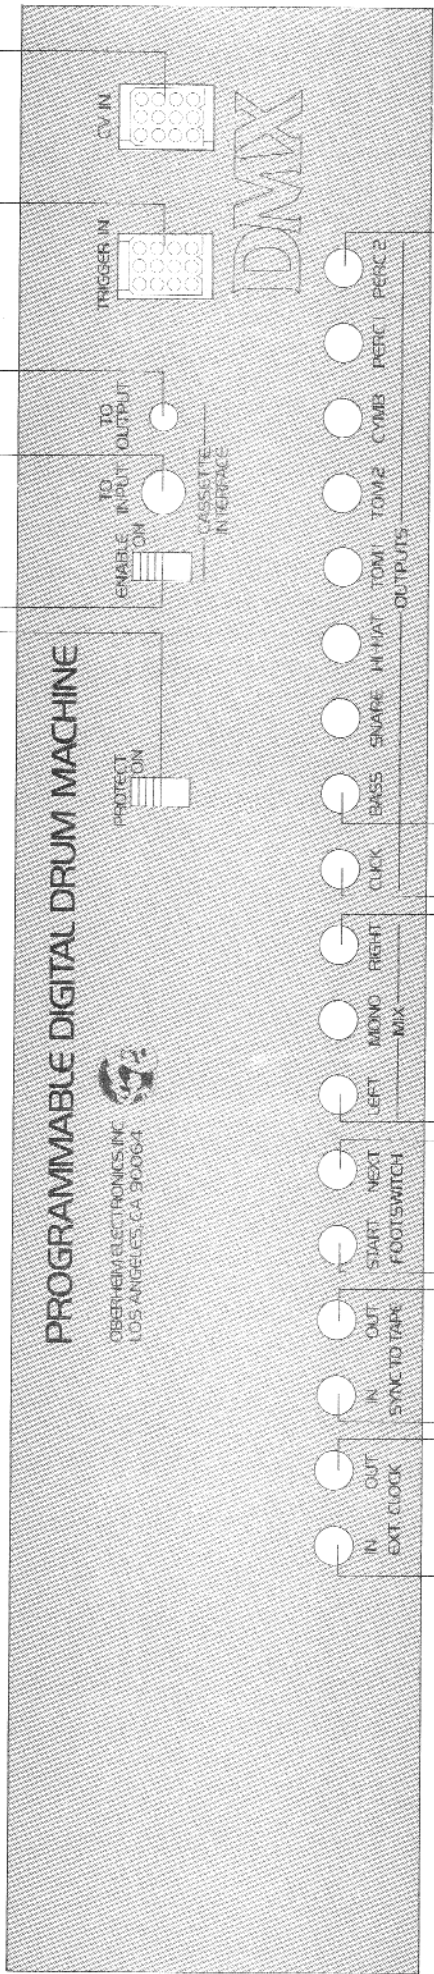 PROGRAMMABLE DIGITAL DRUM MACHINE
OBERHEIM ELECTRONICS, INC.
LOS ANGELES, CA 90064
PROTECT
ON
ENABLE
ON
TO
INPUT
TO
OUTPUT
CASSETTE
INTERFACE
TRIGGER IN
CV IN
DMX
IN
OUT
EXT. CLOCK
IN
OUT
SYNC TO TAPE
START
NEXT
FOOTSWITCH
LEFT
MONO
RIGHT
MIX
CLICK
BASS
SNARE
HI-HAT
TOM 1
TOM 2
CYMB
PERC 1
PERC 2
OUTPUTS